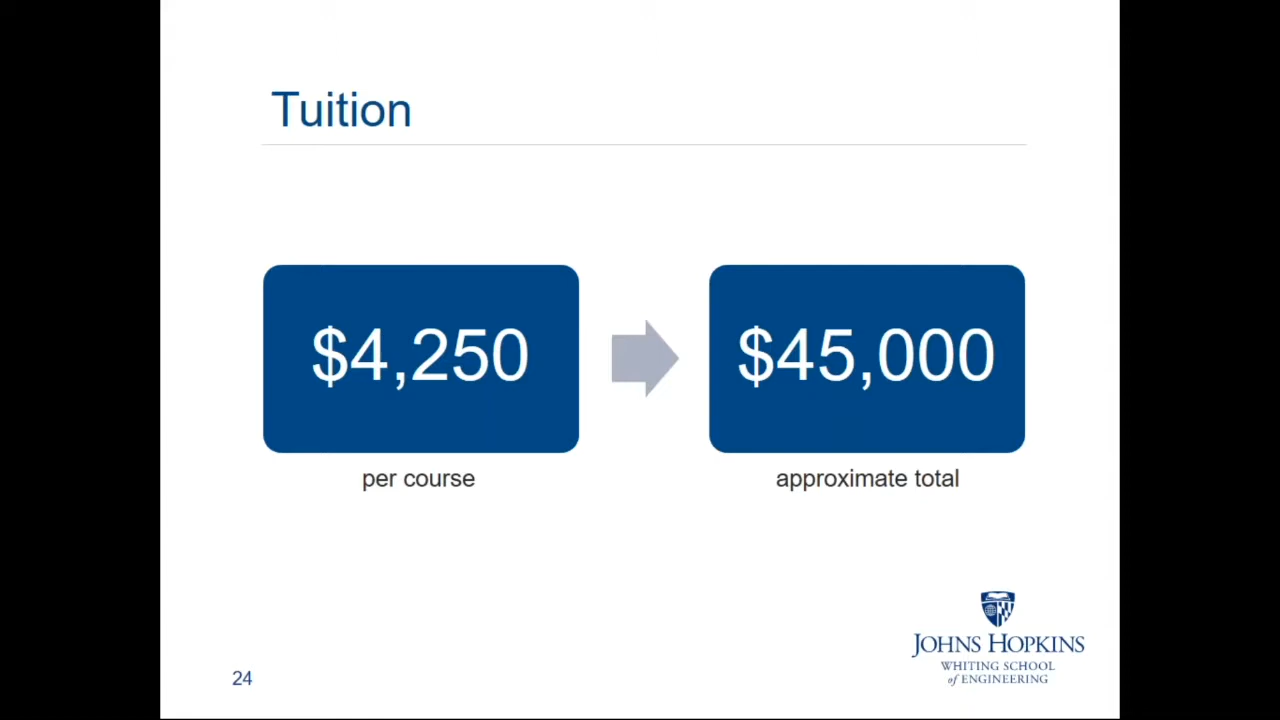 Tuition
$4,250
$45,000
per course
approximate total
JOHNS HOPKINS
WHITING SCHOOL
of ENGINEERING
24